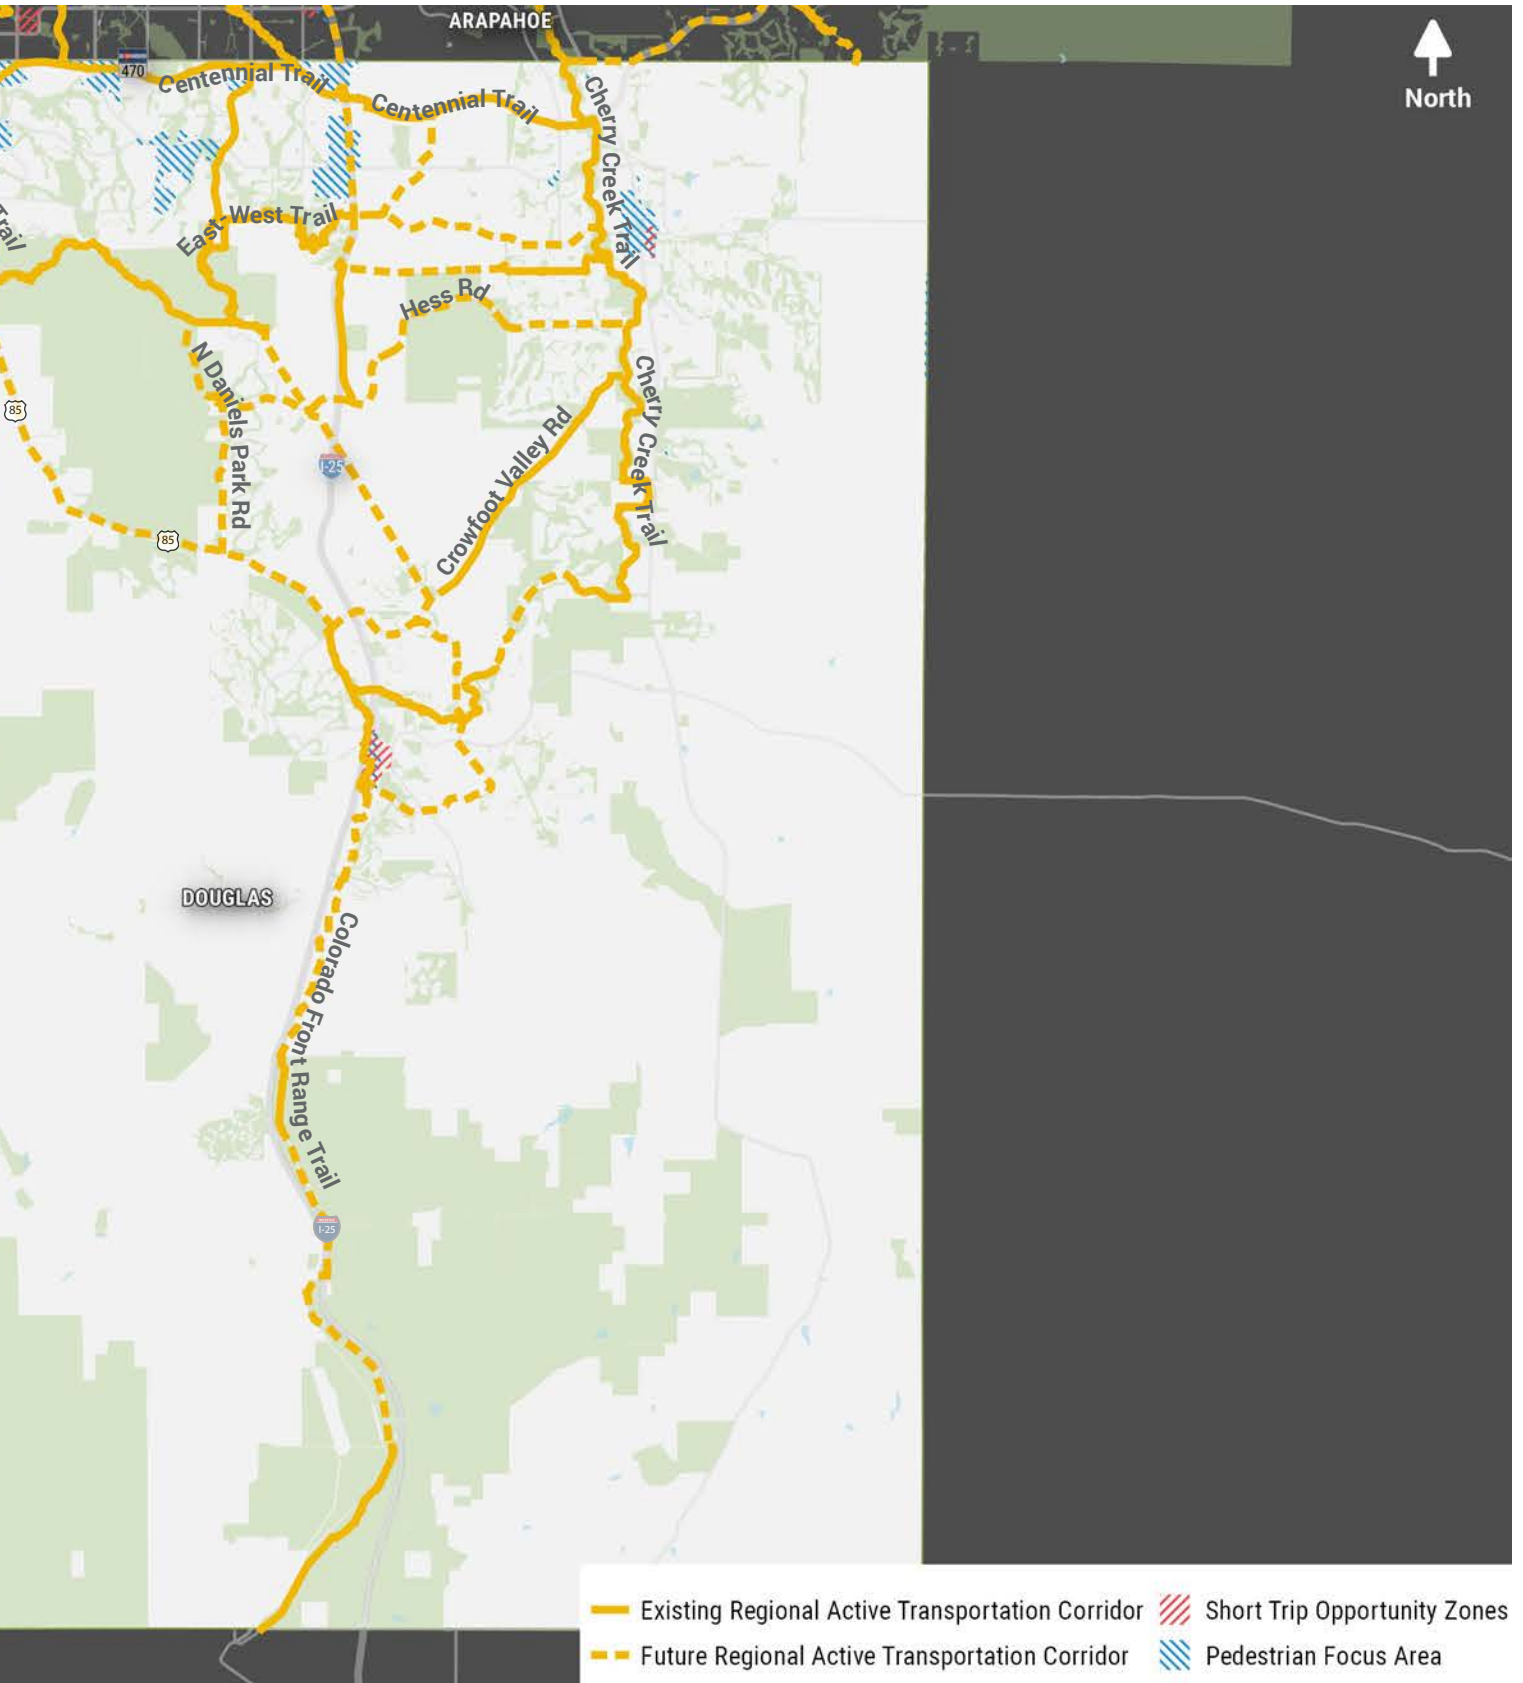 ARAPAHOE
North
470
Centennial Trail
Centennial Trail
Cherry Creek Trail
Trail
East-West Trail
Hess Rd
N Daniels Park Rd
Cherry Creek Trail
85
I-25
Crowfoot Valley Rd
85
DOUGLAS
Colorado Front Range Trail
I-25
Existing Regional Active Transportation Corridor
Short Trip Opportunity Zones
Future Regional Active Transportation Corridor
Pedestrian Focus Area